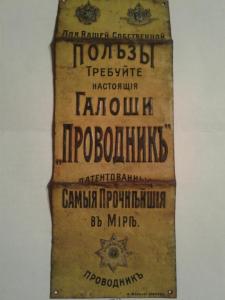 Для Вашей Собственной
Пользы
Требуйте
настоящія
Галоши
„Проводникъ"
патентованныя
Самыя Прочнѣйшія
въ Мірѣ.
Проводникъ